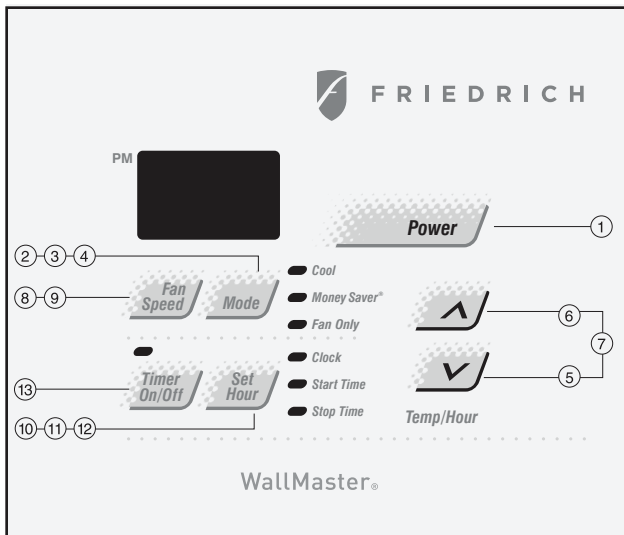 FRIEDRICH
PM
Power
1
2 3 4
Cool
Fan Speed
Mode
Money Saver®
8 9
Fan Only
6
7
Clock
13
Timer On/Off
Set Hour
Start Time
5
10 11 12
Stop Time
Temp/Hour
WallMaster®